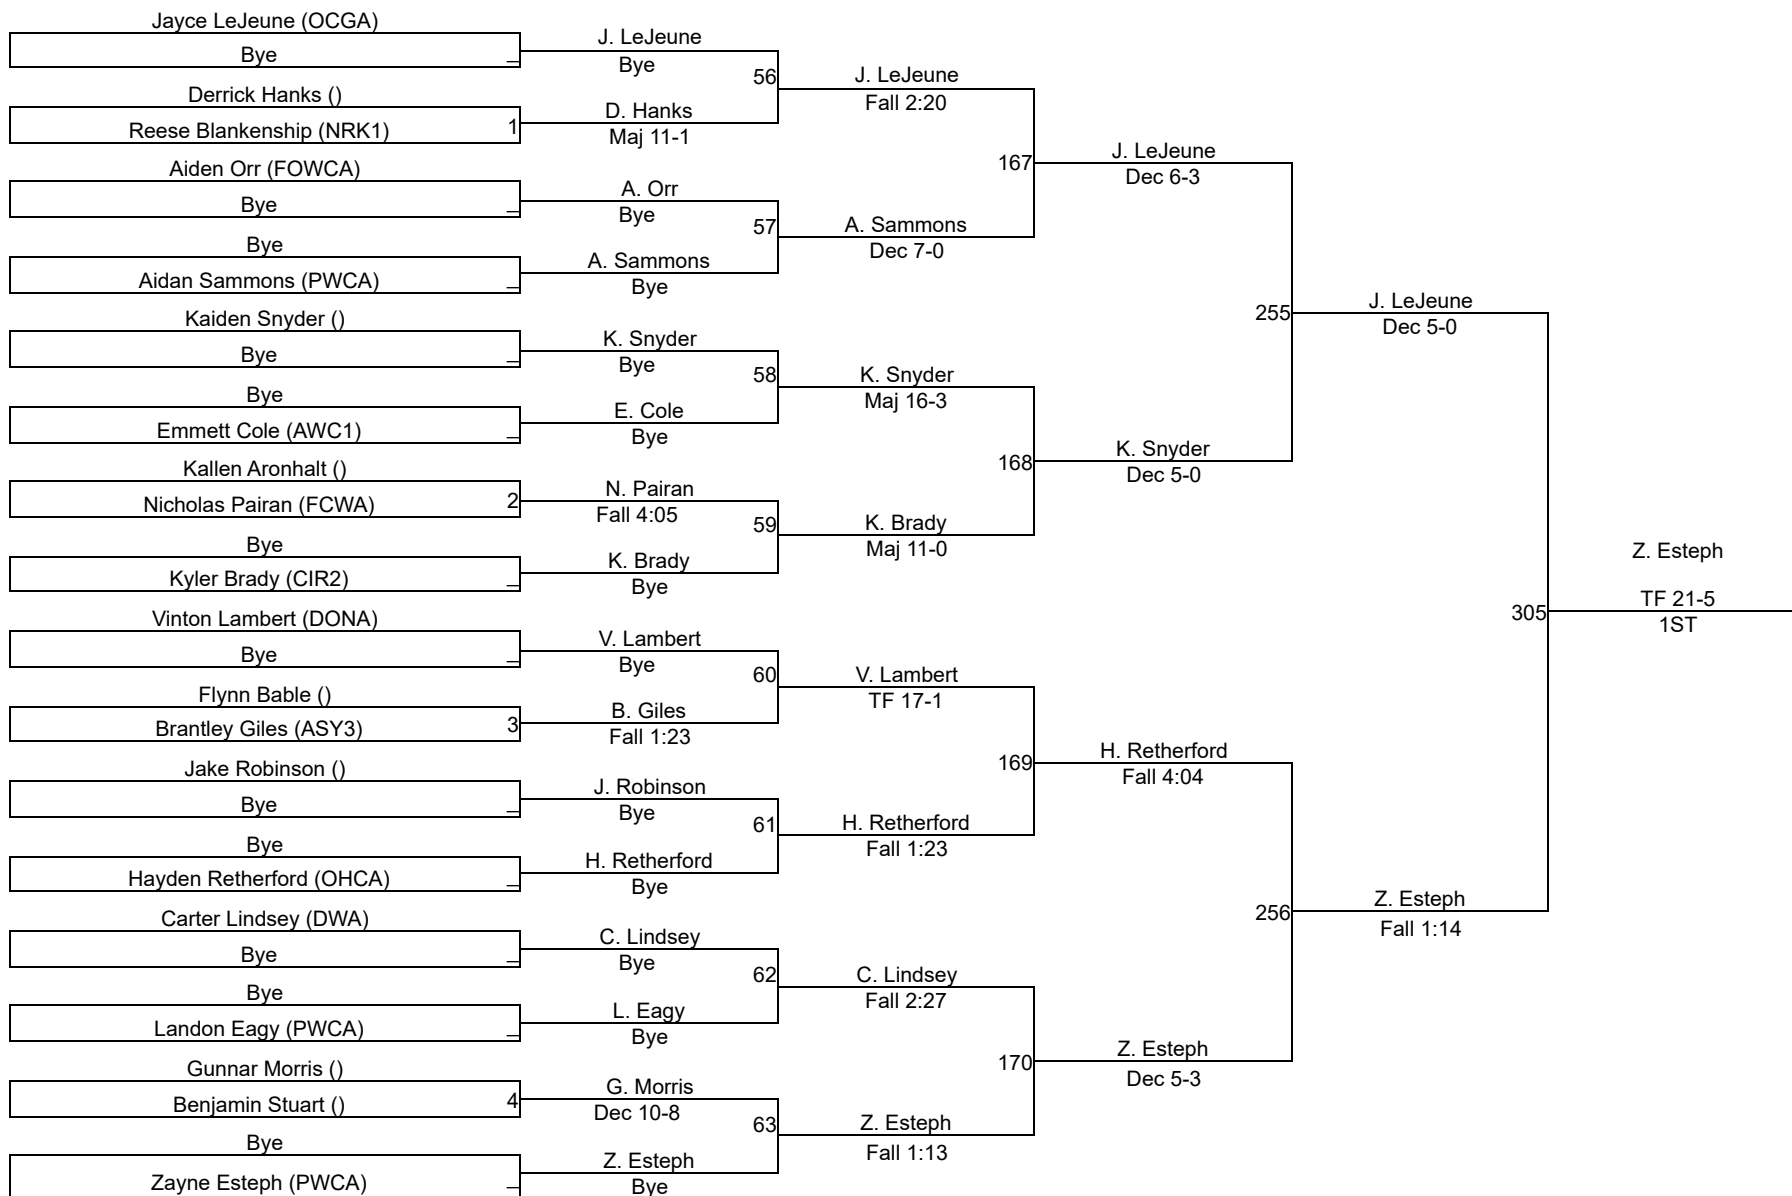 Jayce LeJeune (OCGA)
Bye
Derrick Hanks ()
Reese Blankenship (NRK1)
1
Aiden Orr (FOWCA)
Bye
Bye
Aidan Sammons (PWCA)
Kaiden Snyder ()
Bye
Bye
Emmett Cole (AWC1)
Kallen Aronhalt ()
Nicholas Pairan (FCWA)
2
Bye
Kyler Brady (CIR2)
Vinton Lambert (DONA)
Bye
Flynn Bable ()
Brantley Giles (ASY3)
3
Jake Robinson ()
Bye
Bye
Hayden Retherford (OHCA)
Carter Lindsey (DWA)
Bye
Bye
Landon Eagy (PWCA)
Gunnar Morris ()
Benjamin Stuart ()
4
Bye
Zayne Esteph (PWCA)
J. LeJeune
Bye
56
D. Hanks
Maj 11-1
A. Orr
Bye
57
A. Sammons
Bye
K. Snyder
Bye
58
E. Cole
Bye
N. Pairan
Fall 4:05
59
K. Brady
Bye
V. Lambert
Bye
60
B. Giles
Fall 1:23
J. Robinson
Bye
61
H. Retherford
Bye
C. Lindsey
Bye
62
L. Eagy
Bye
G. Morris
Dec 10-8
63
Z. Esteph
Bye
J. LeJeune
Fall 2:20
167
A. Sammons
Dec 7-0
K. Snyder
Maj 16-3
168
K. Brady
Maj 11-0
V. Lambert
TF 17-1
169
H. Retherford
Fall 1:23
C. Lindsey
Fall 2:27
170
Z. Esteph
Fall 1:13
J. LeJeune
Dec 6-3
255
K. Snyder
Dec 5-0
H. Retherford
Fall 4:04
256
Z. Esteph
Dec 5-3
J. LeJeune
Dec 5-0
305
Z. Esteph
Fall 1:14
Z. Esteph
TF 21-5
1ST